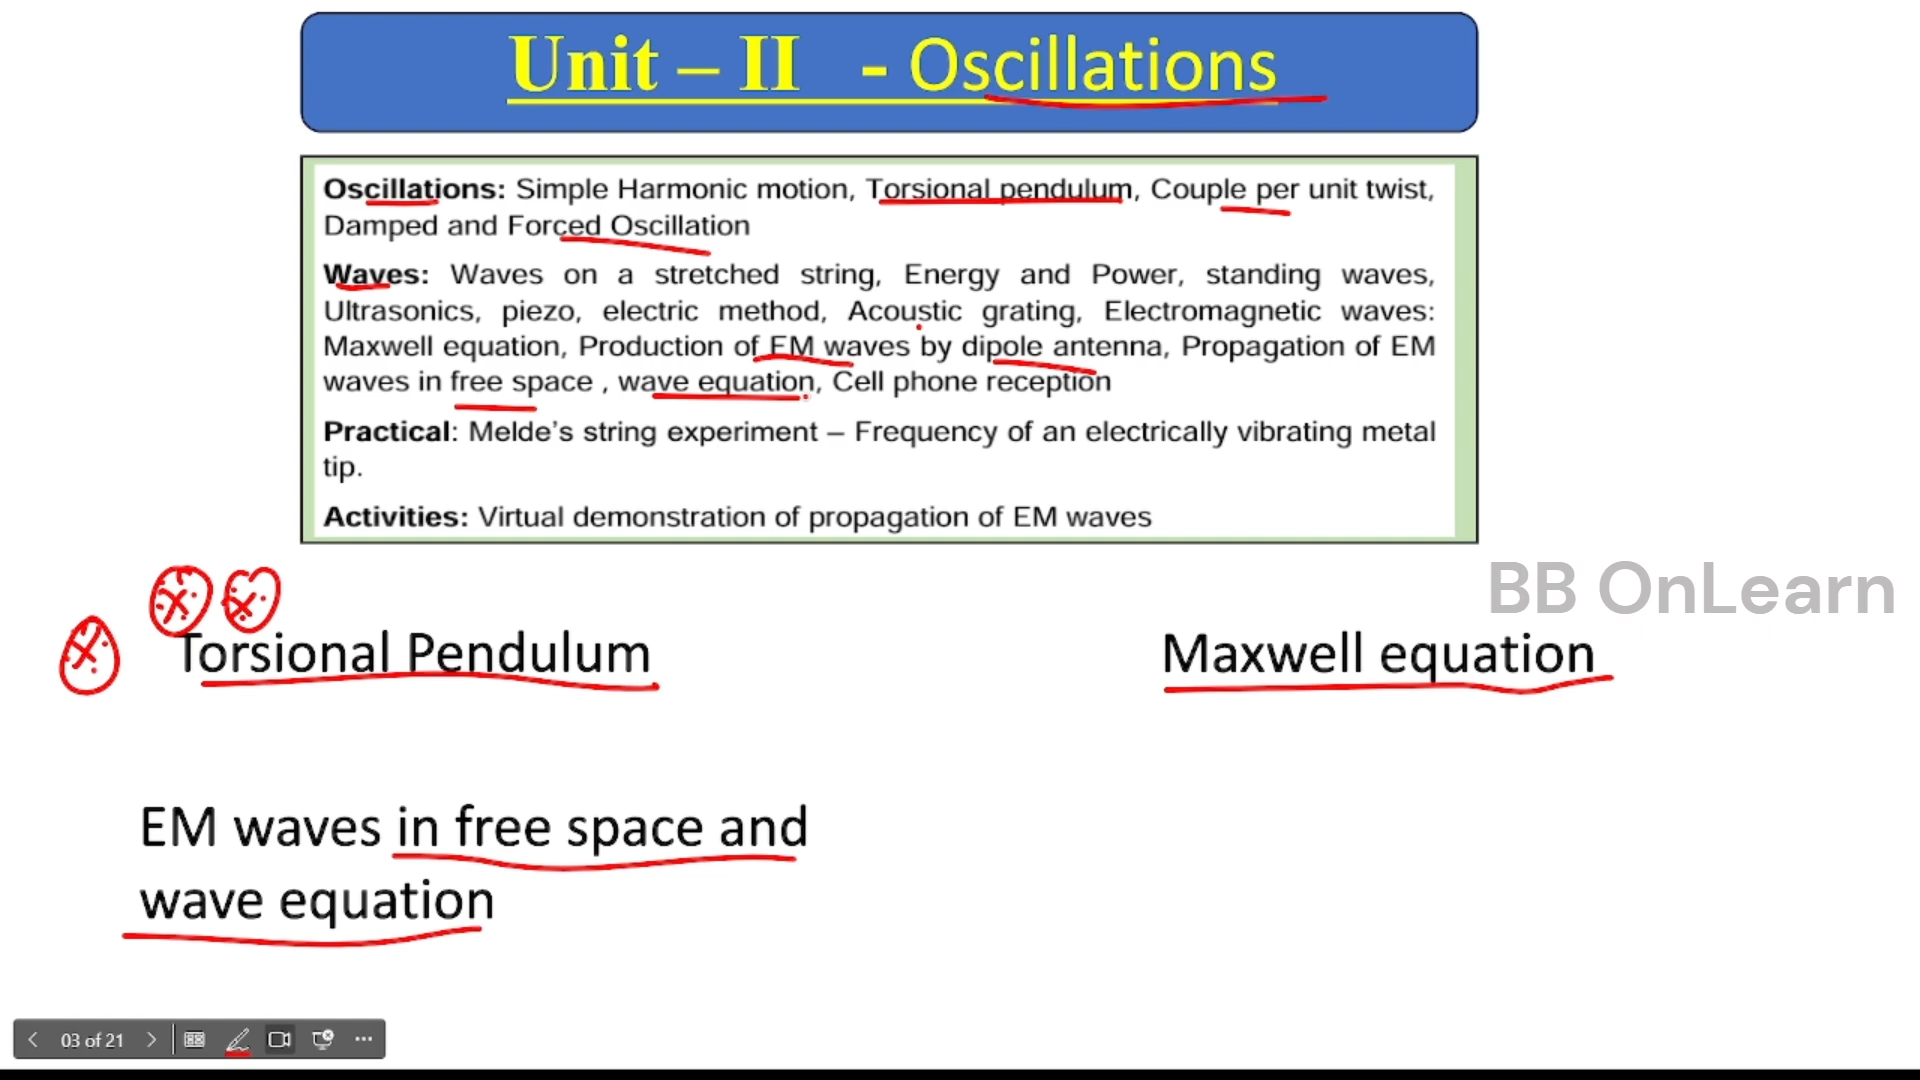 Unit – II - Oscillations
Oscillations: Simple Harmonic motion, Torsional pendulum, Couple per unit twist,
Damped and Forced Oscillation
Waves: Waves on a stretched string, Energy and Power, standing waves,
Ultrasonics, piezo, electric method, Acoustic grating, Electromagnetic waves:
Maxwell equation, Production of EM waves by dipole antenna, Propagation of EM
waves in free space , wave equation, Cell phone reception
Practical: Melde's string experiment – Frequency of an electrically vibrating metal
tip.
Activities: Virtual demonstration of propagation of EM waves
BB OnLearn
Torsional Pendulum
Maxwell equation
EM waves in free space and
wave equation
03 of 21